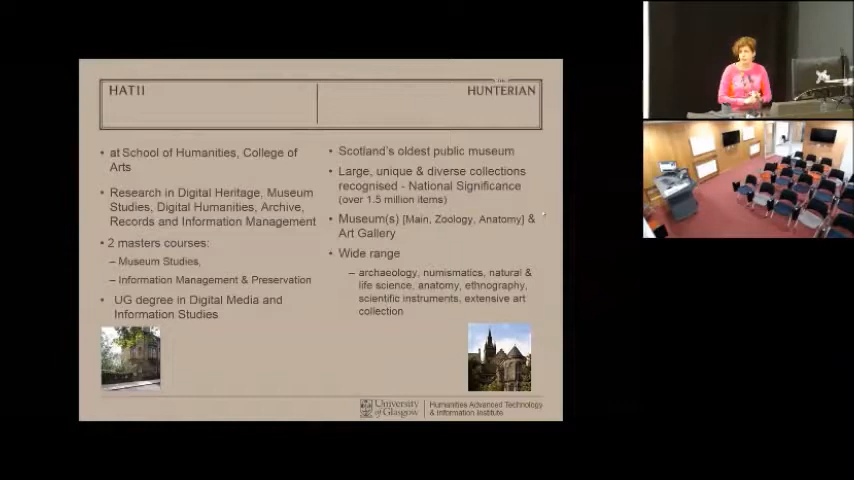 HATII
• at School of Humanities, College of
Arts
• Research in Digital Heritage, Museum
Studies, Digital Humanities, Archive,
Records and Information Management
• 2 masters courses:
– Museum Studies,
– Information Management & Preservation
• UG degree in Digital Media and
Information Studies
THE
HUNTERIAN
• Scotland's oldest public museum
• Large, unique & diverse collections
recognised - National Significance
(over 1.5 million items)
• Museum(s) [Main, Zoology, Anatomy] &
Art Gallery
• Wide range
– archaeology, numismatics, natural &
life science, anatomy, ethnography,
scientific instruments, extensive art
collection
University
of Glasgow
Humanities Advanced Technology
& Information Institute